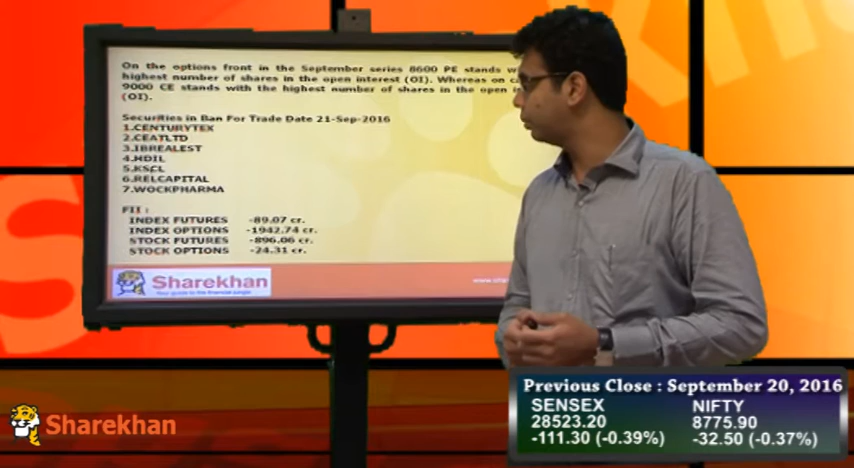 On the options front in the September series 8600 PE stands
highest number of shares in the open interest (OI). Whereas on
9000 CE stands with the highest number of shares in the open
(OI).
Securities in Ban For Trade Date 21-Sep-2016
1.CENTURYTEX
2.CEATLTD
3.IBREALEST
4.HDIL
5.KSCL
6.RELCAPITAL
7.WOCKPHARMA
FII :
INDEX FUTURES -89.07 cr.
INDEX OPTIONS -1942.74 cr.
STOCK FUTURES -896.06 cr.
STOCK OPTIONS -24.31 cr.
Sharekhan
Your guide to the financial jungle
Sharekhan
Previous Close : September 20, 2016
SENSEX NIFTY
28523.20 8775.90
-111.30 (-0.39%) -32.50 (-0.37%)